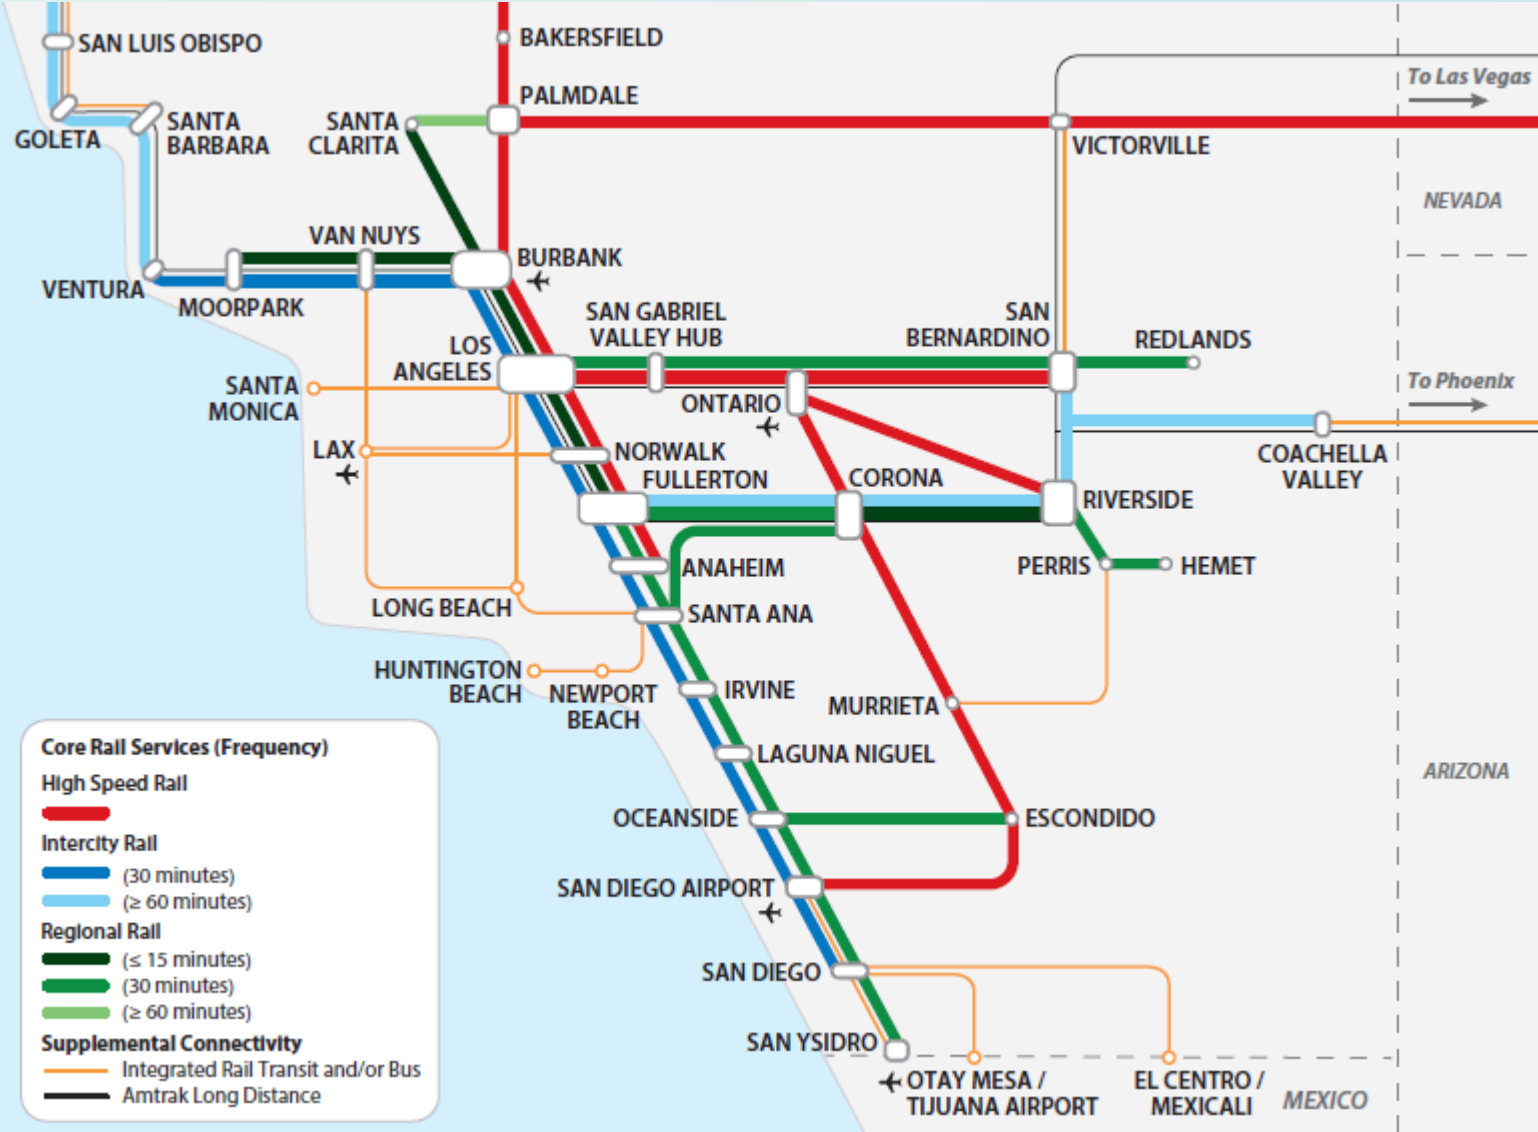 SAN LUIS OBISPO
BAKERSFIELD
PALMDALE
To Las Vegas
GOLETA
SANTA
BARBARA
SANTA
CLARITA
VICTORVILLE
NEVADA
VAN NUYS
BURBANK
VENTURA
MOORPARK
SAN GABRIEL
VALLEY HUB
SAN
BERNARDINO
REDLANDS
LOS
ANGELES
SANTA
MONICA
ONTARIO
To Phoenix
LAX
NORWALK
COACHELLA
VALLEY
FULLERTON
CORONA
RIVERSIDE
ANAHEIM
PERRIS
HEMET
LONG BEACH
SANTA ANA
HUNTINGTON
BEACH
NEWPORT
BEACH
IRVINE
MURRIETA
LAGUNA NIGUEL
ARIZONA
OCEANSIDE
ESCONDIDO
SAN DIEGO AIRPORT
SAN DIEGO
SAN YSIDRO
OTAY MESA /
TIJUANA AIRPORT
EL CENTRO /
MEXICALI
MEXICO
Core Rail Services (Frequency)
High Speed Rail
Intercity Rail
(30 minutes)
(≥ 60 minutes)
Regional Rail
(≤ 15 minutes)
(30 minutes)
(≥ 60 minutes)
Supplemental Connectivity
Integrated Rail Transit and/or Bus
Amtrak Long Distance